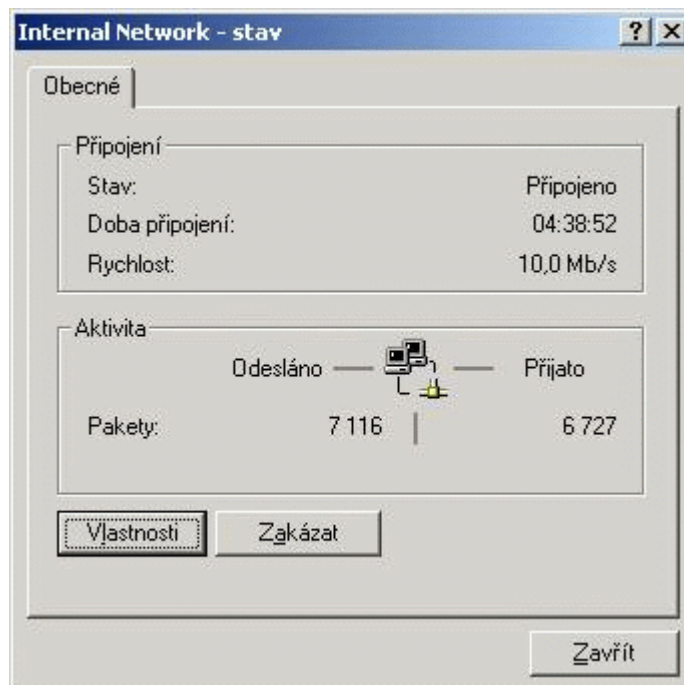 Internal Network - stav
Obecné
Připojení
Stav: Připojeno
Doba připojení: 04:38:52
Rychlost: 10,0 Mb/s
Aktivita
Odesláno Přijato
Pakety: 7 116 6 727
Vlastnosti Zakázat
Zavřít